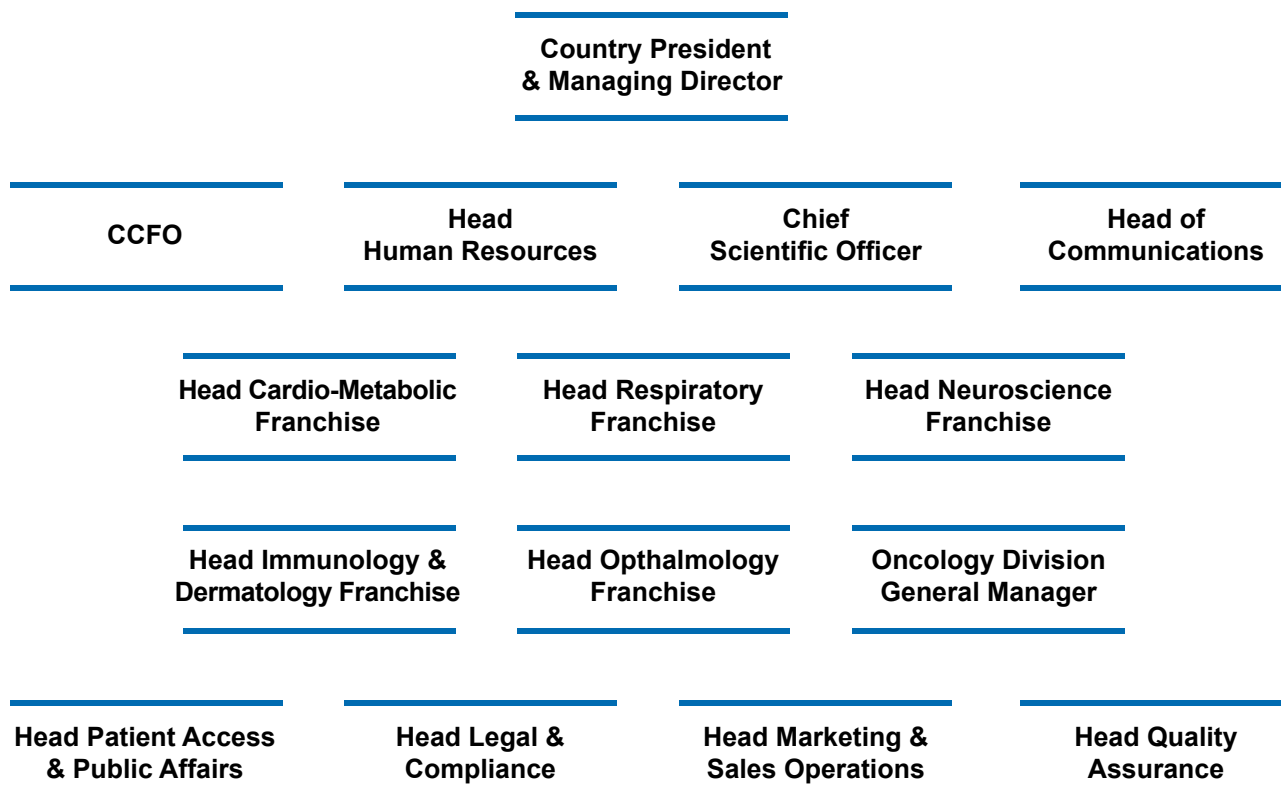 Country President
& Managing Director
CCFO
Head
Human Resources
Chief
Scientific Officer
Head of
Communications
Head Cardio-Metabolic
Franchise
Head Respiratory
Franchise
Head Neuroscience
Franchise
Head Immunology &
Dermatology Franchise
Head Opthalmology
Franchise
Oncology Division
General Manager
Head Patient Access
& Public Affairs
Head Legal &
Compliance
Head Marketing &
Sales Operations
Head Quality
Assurance